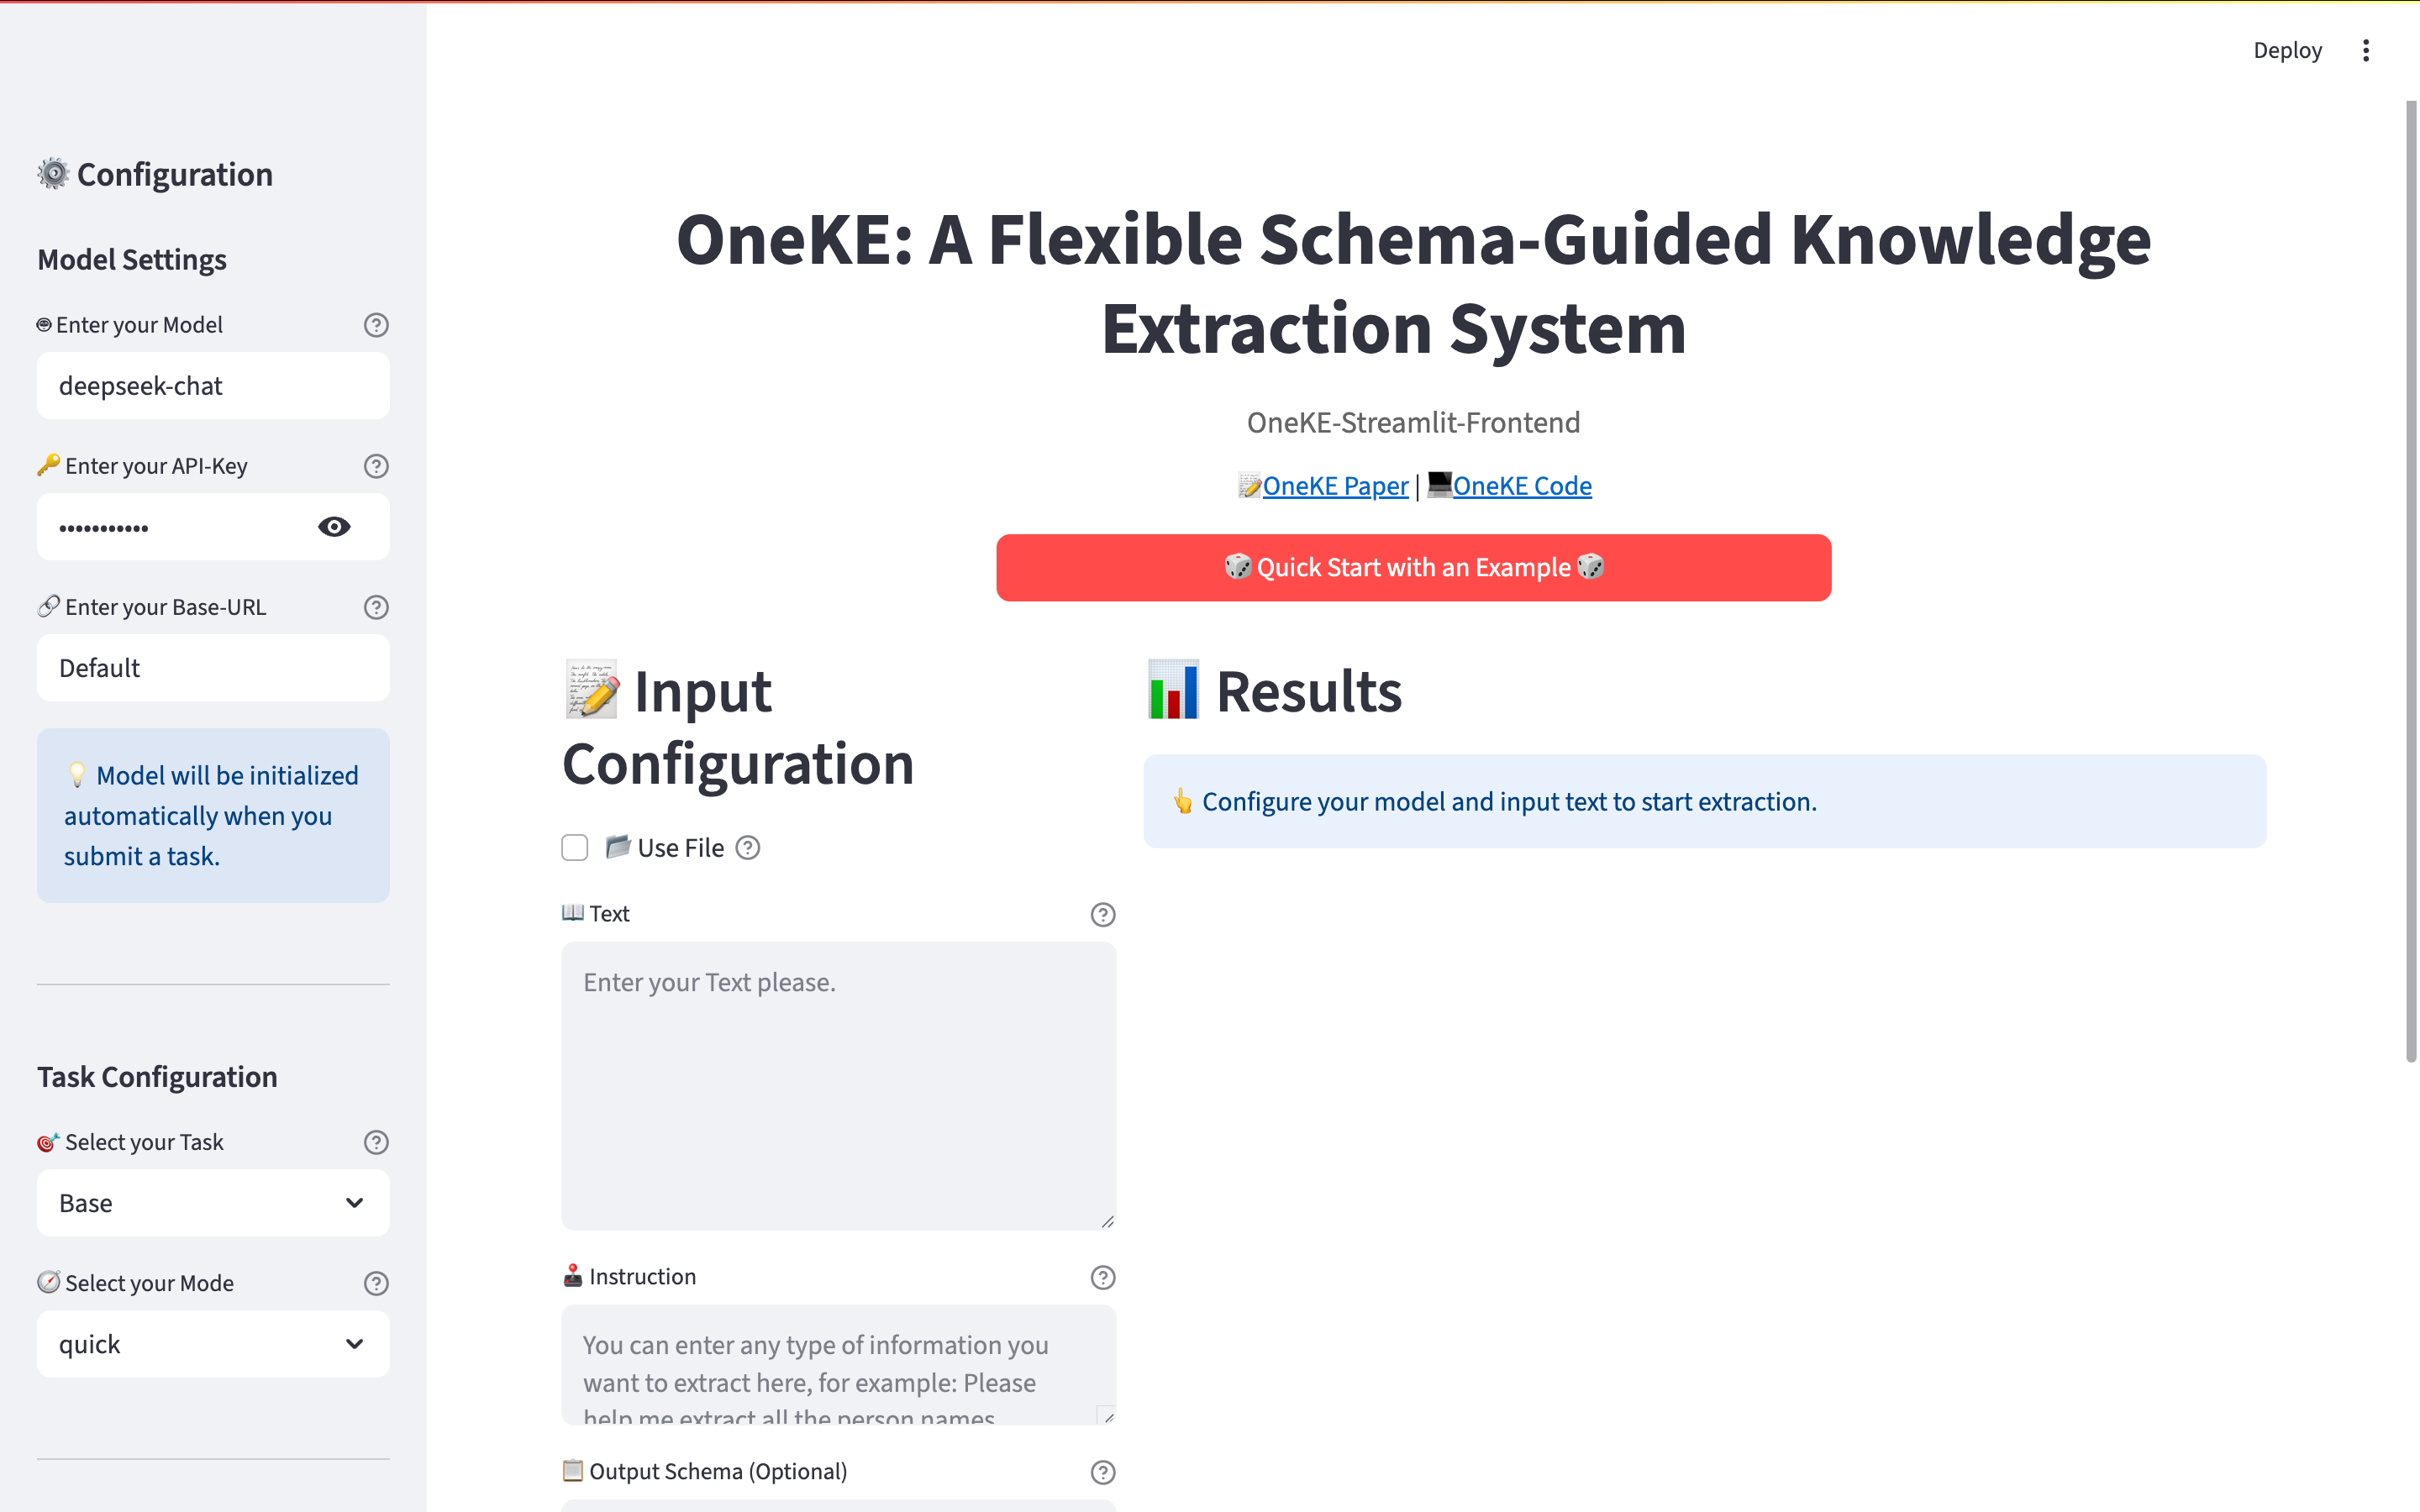 Deploy
Configuration
Model Settings
Enter your Model
deepseek-chat
Enter your API-Key
•••••••••••
Enter your Base-URL
Default
Model will be initialized
automatically when you
submit a task.
Task Configuration
Select your Task
Base
Select your Mode
quick
OneKE: A Flexible Schema-Guided Knowledge
Extraction System
OneKE-Streamlit-Frontend
OneKE Paper | OneKE Code
Quick Start with an Example
Input
Configuration
Use File
Text
Enter your Text please.
Instruction
You can enter any type of information you
want to extract here, for example: Please
help me extract all the person names
Output Schema (Optional)
Results
Configure your model and input text to start extraction.